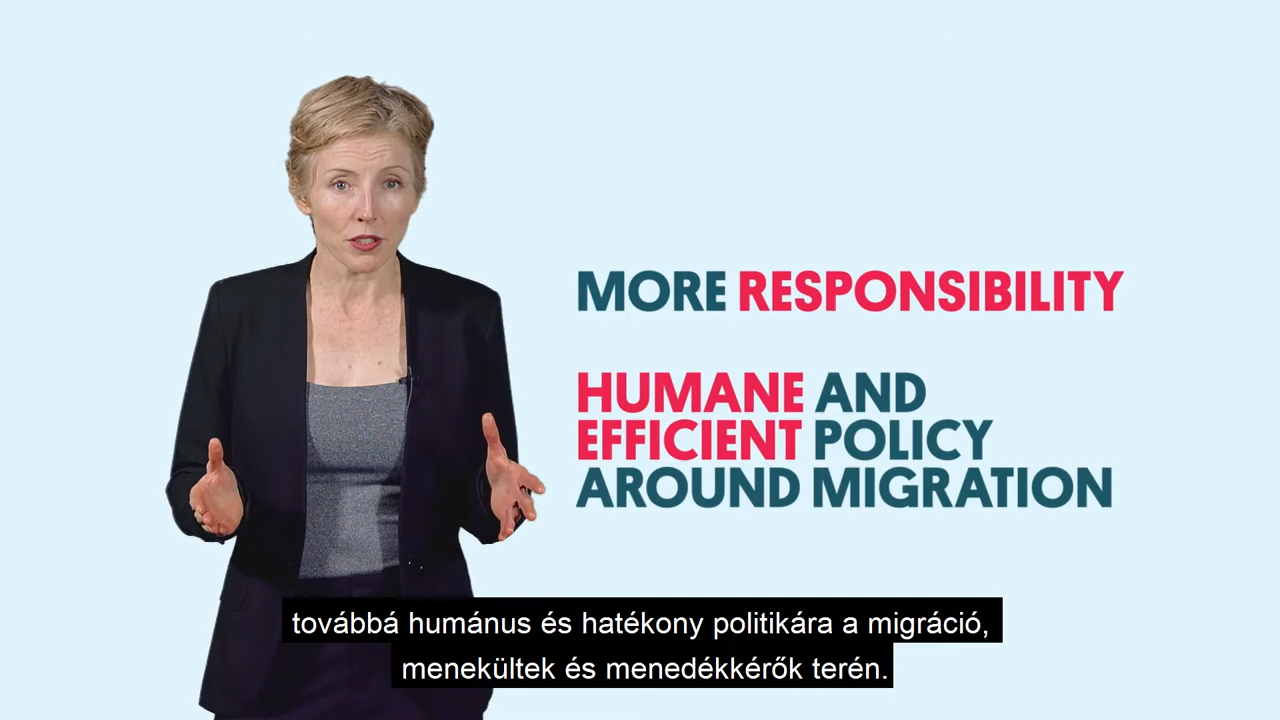 MORE RESPONSIBILITY
HUMANE AND
EFFICIENT POLICY
AROUND MIGRATION
továbbá humánus és hatékony politikára a migráció,
menekültek és menedékkérők terén.